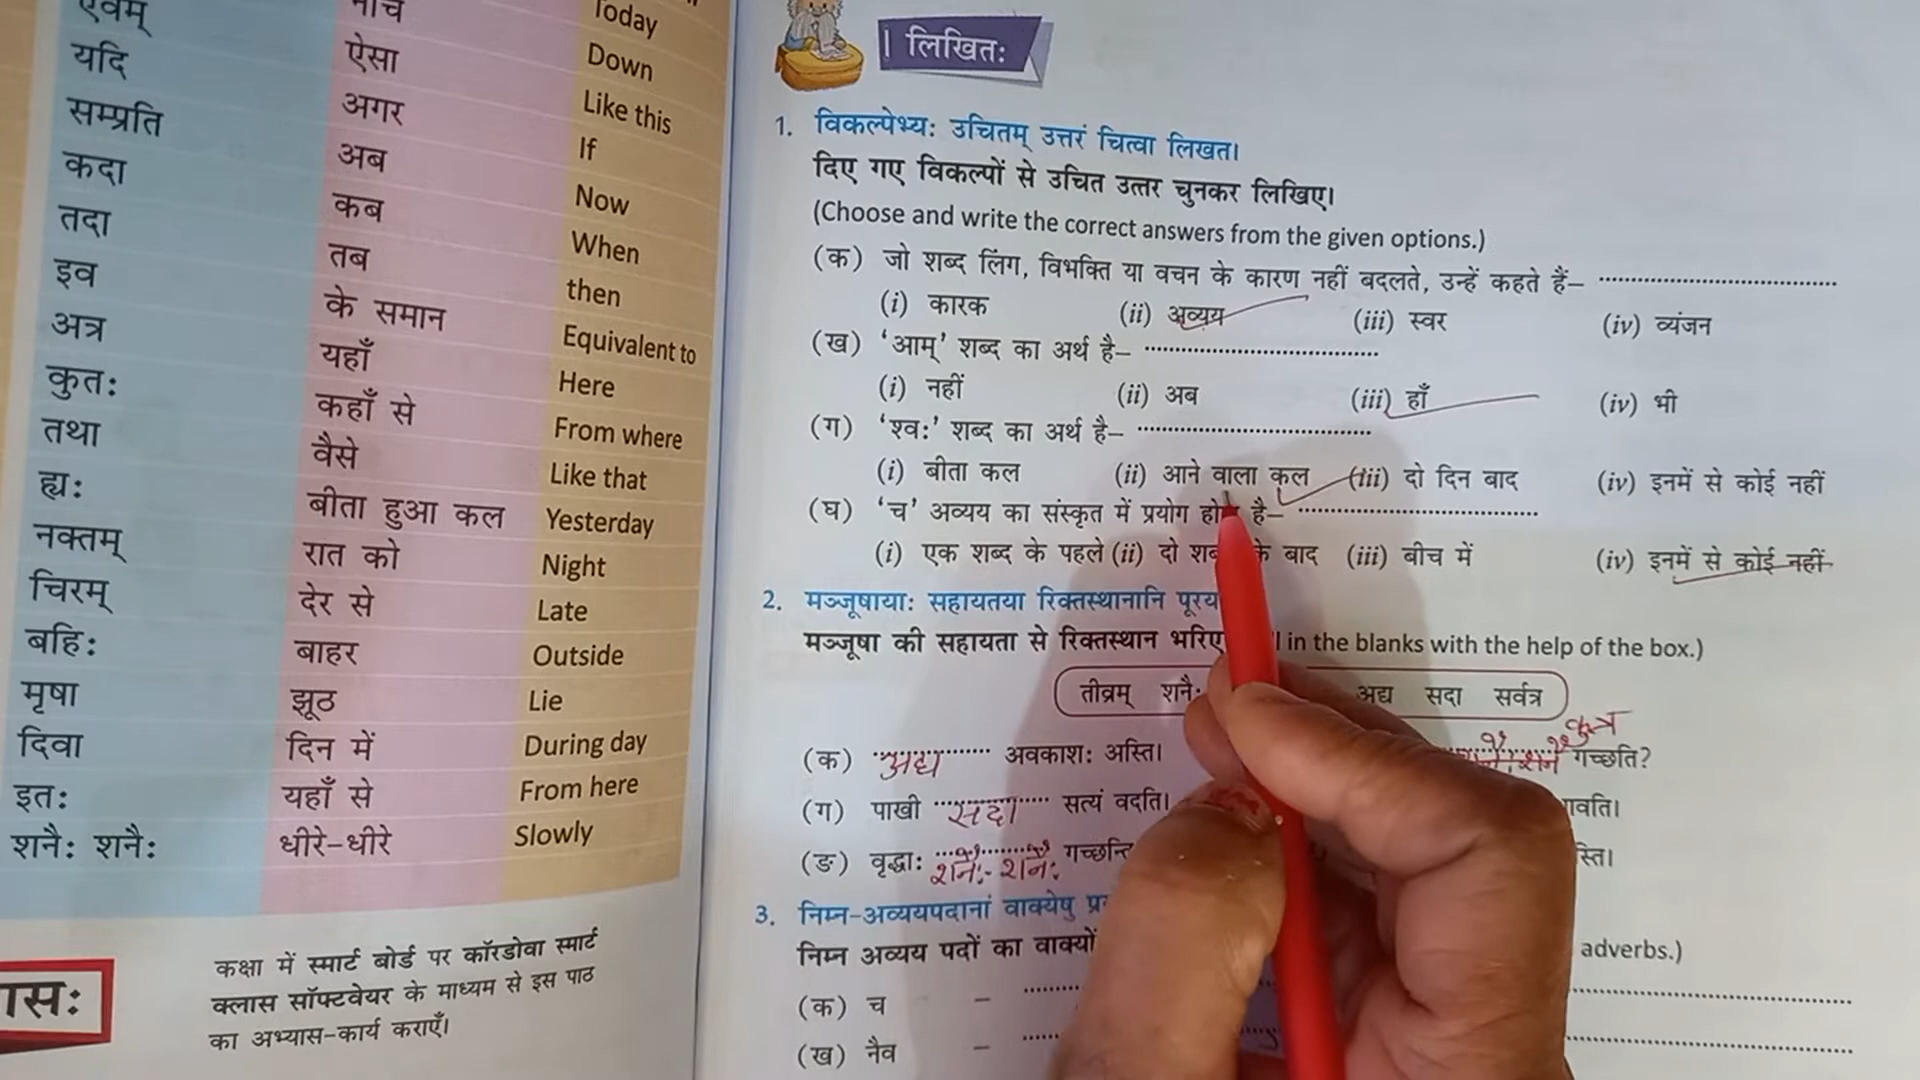 एवम्
यदि ऐसा Down
सम्प्रति अगर Like this
कदा अब If
तदा कब Now
इव तब When
अत्र के समान then
कुतः यहाँ Equivalent to
तथा कहाँ से Here
ह्यः वैसे From where
नक्तम् बीता हुआ कल Like that
चिरम् रात को Yesterday
बहिः देर से Night
मृषा बाहर Late
दिवा झूठ Outside
इतः दिन में Lie
शनैः शनैः यहाँ से During day
धीरे-धीरे From here
Slowly
Today
कक्षा में स्मार्ट बोर्ड पर कॉरडोवा स्मार्ट
क्लास सॉफ्टवेयर के माध्यम से इस पाठ
का अभ्यास-कार्य कराएँ।
लिखितः
1. विकल्पेभ्यः उचितम् उत्तरं चित्वा लिखत।
दिए गए विकल्पों से उचित उत्तर चुनकर लिखिए।
(Choose and write the correct answers from the given options.)
(क) जो शब्द लिंग, विभक्ति या वचन के कारण नहीं बदलते, उन्हें कहते हैं–
(i) कारक (ii) अव्यय (iii) स्वर (iv) व्यंजन
(ख) 'आम्' शब्द का अर्थ है–
(i) नहीं (ii) अब (iii) हाँ (iv) भी
(ग) 'श्वः' शब्द का अर्थ है–
(i) बीता कल (ii) आने वाला कल (iii) दो दिन बाद (iv) इनमें से कोई नहीं
(घ) 'च' अव्यय का संस्कृत में प्रयोग है–
(i) एक शब्द के पहले (ii) दो के बाद (iii) बीच में (iv) इनमें से कोई नहीं
2. मञ्जूषायाः सहायतया रिक्तस्थानानि
मञ्जूषा की सहायता से रिक्तस्थान भरिए in the blanks with the help of the box.)
तीव्रम् शनैः अद्य सदा सर्वत्र
(क) अद्य अवकाशः अस्ति। कुत्र गच्छति?
(ग) पाखी सदा सत्यं वदति।
(ङ) वृद्धाः शनैः-शनैः गच्छन्ति
3. निम्न-अव्ययपदानां वाक्येषु
निम्न अव्यय पदों का वाक्यों adverbs.)
(क) च –
(ख) नैव –